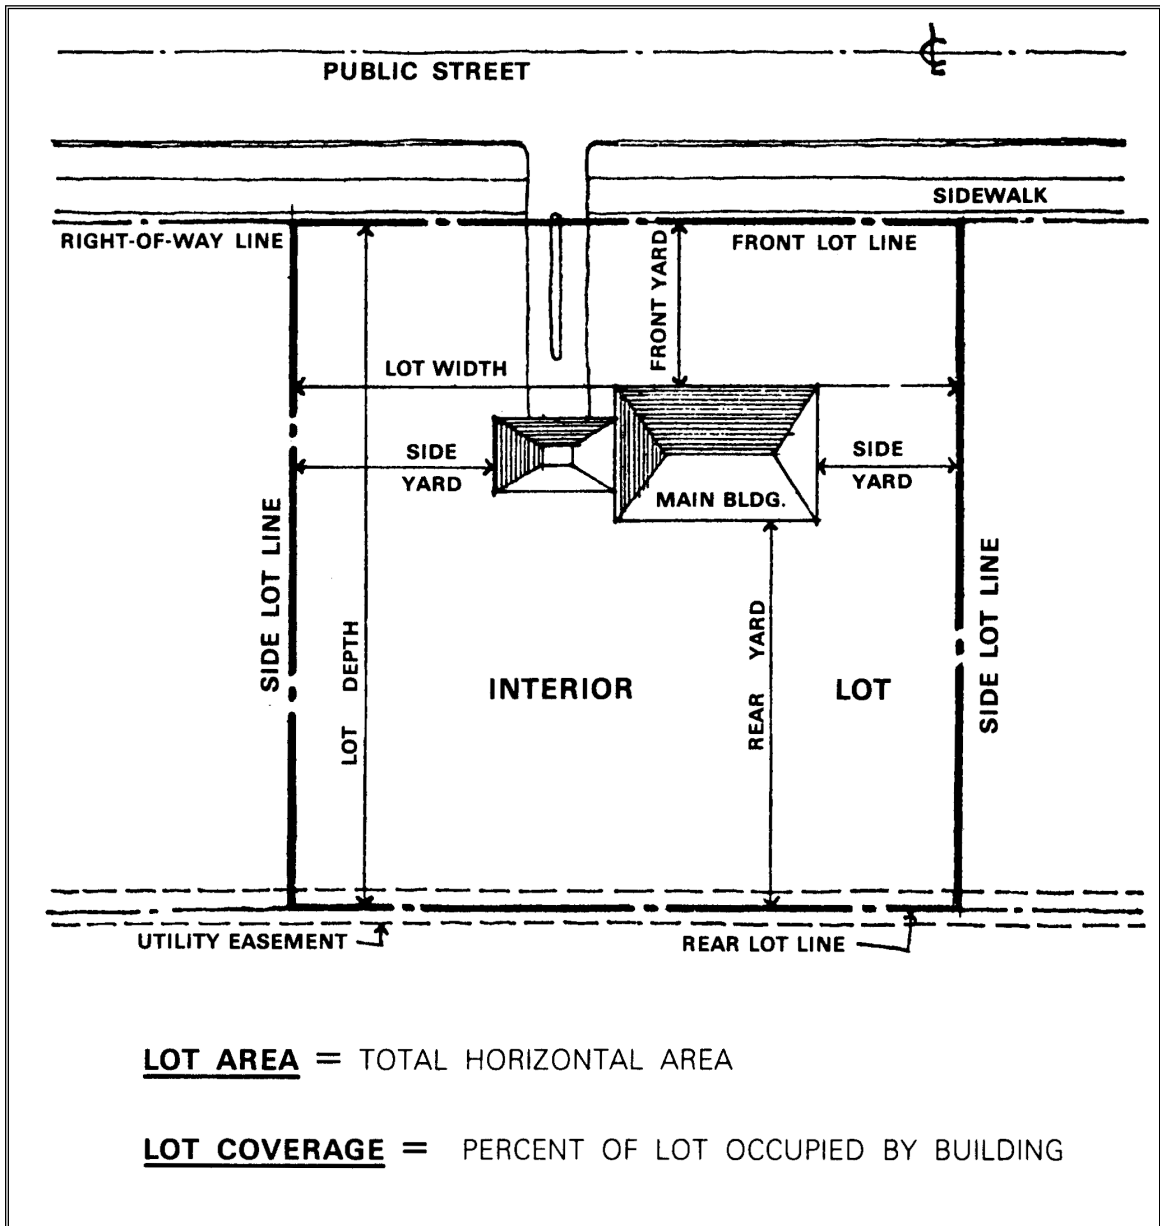 PUBLIC STREET
SIDEWALK
RIGHT-OF-WAY LINE
FRONT LOT LINE
FRONT YARD
LOT WIDTH
SIDE
YARD
SIDE
YARD
MAIN BLDG.
SIDE LOT LINE
LOT DEPTH
INTERIOR LOT
REAR YARD
SIDE LOT LINE
UTILITY EASEMENT
REAR LOT LINE
LOT AREA = TOTAL HORIZONTAL AREA
LOT COVERAGE = PERCENT OF LOT OCCUPIED BY BUILDING